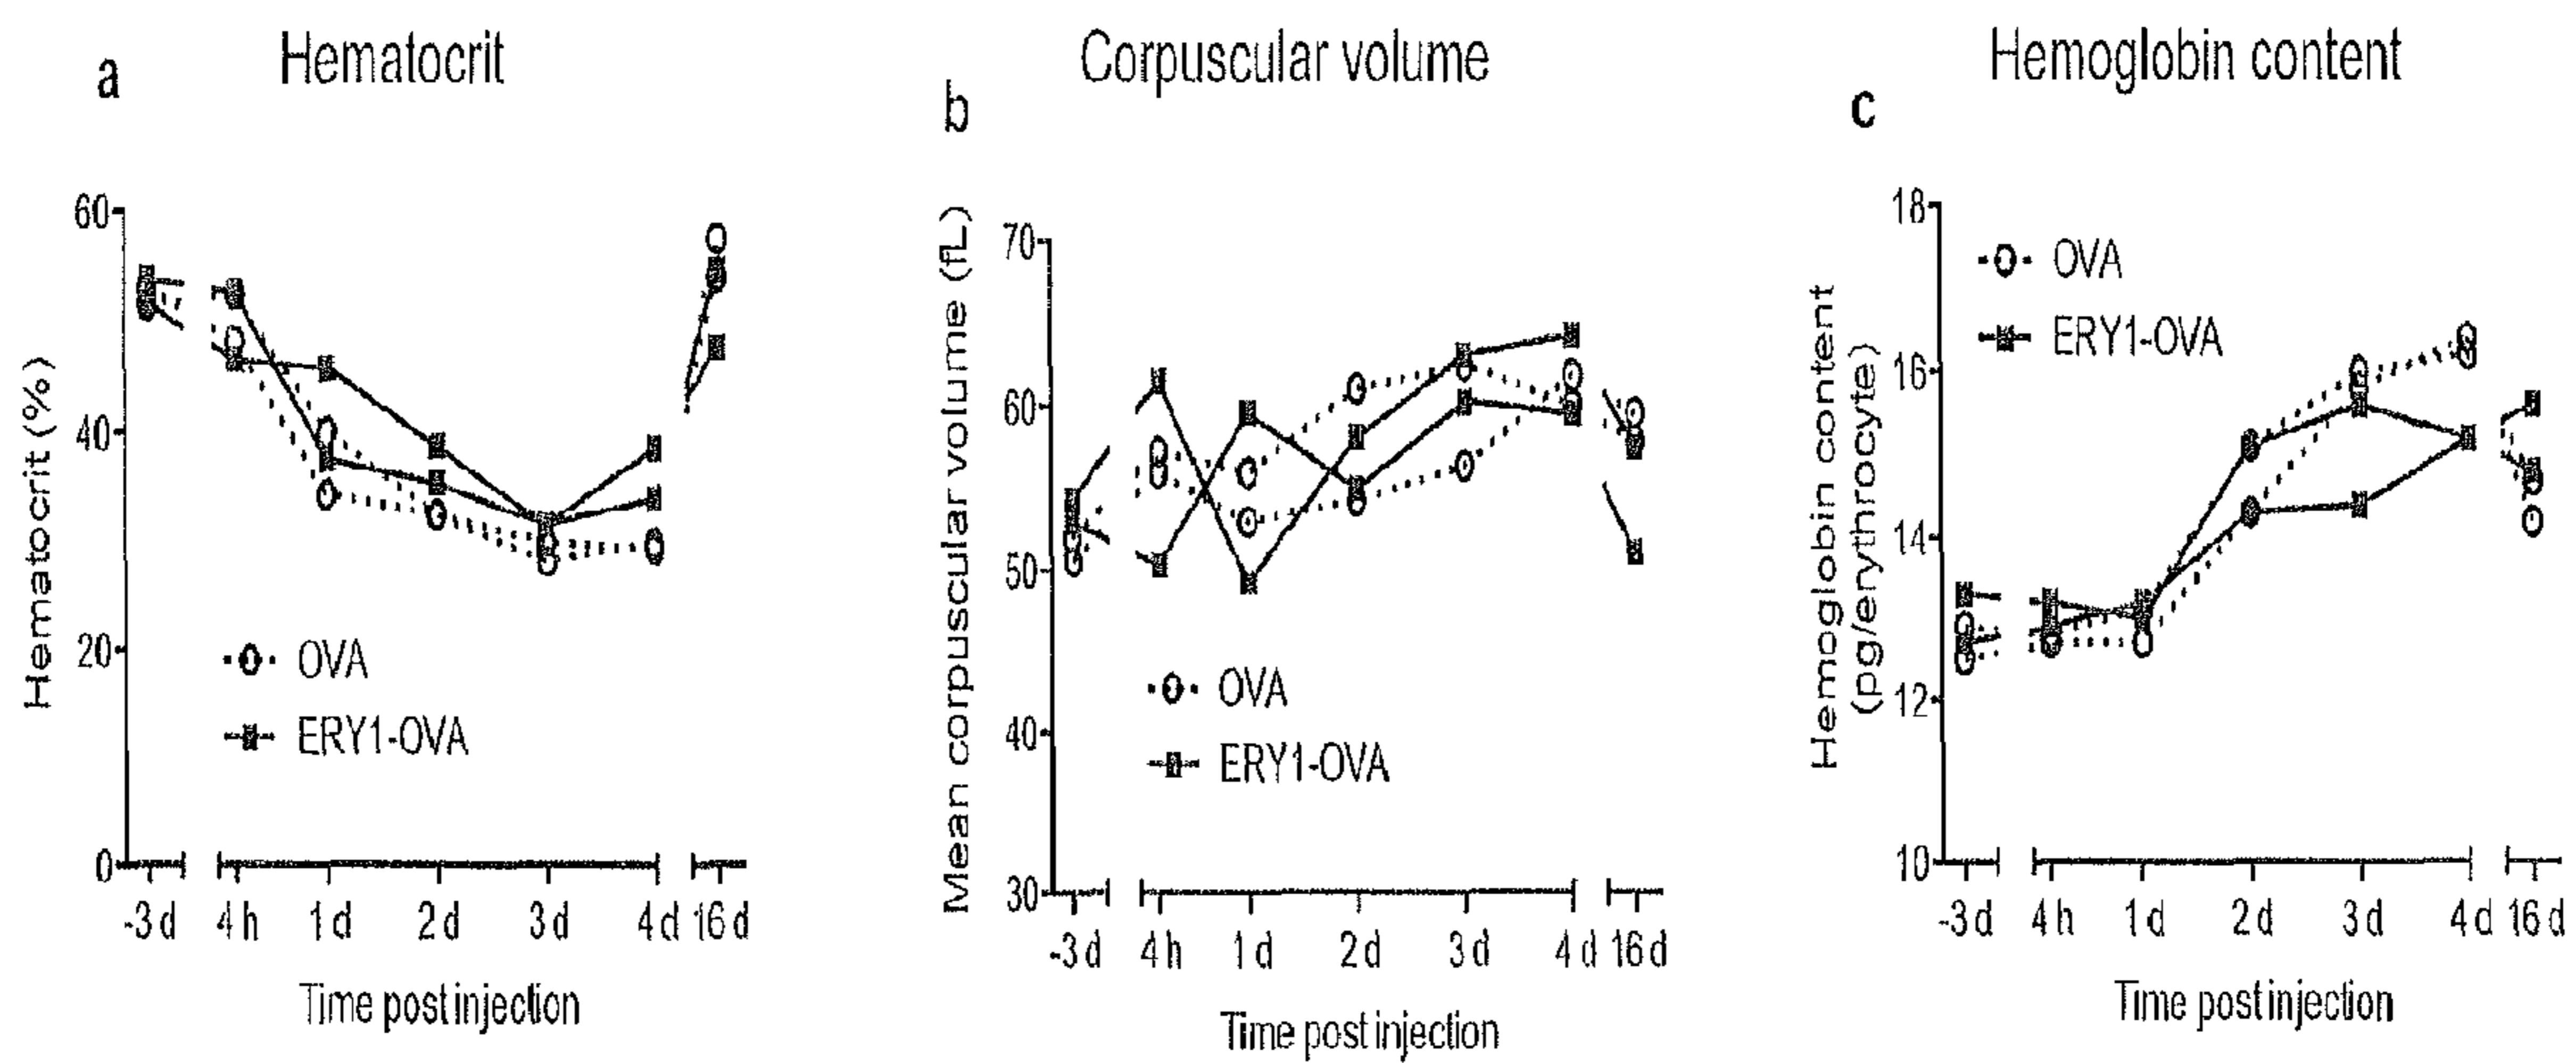 a
Hematocrit
Hematocrit (%)
60
40
20
0
OVA
ERY1-OVA
-3 d 4 h 1 d 2 d 3 d 4 d 16 d
Time post injection
b
Corpuscular volume
Mean corpuscular volume (fL)
70
60
50
40
30
OVA
ERY1-OVA
-3 d 4 h 1 d 2 d 3 d 4 d 16 d
Time post injection
c
Hemoglobin content
Hemoglobin content
(pg/erythrocyte)
18
16
14
12
10
OVA
ERY1-OVA
-3 d 4 h 1 d 2 d 3 d 4 d 16 d
Time post injection